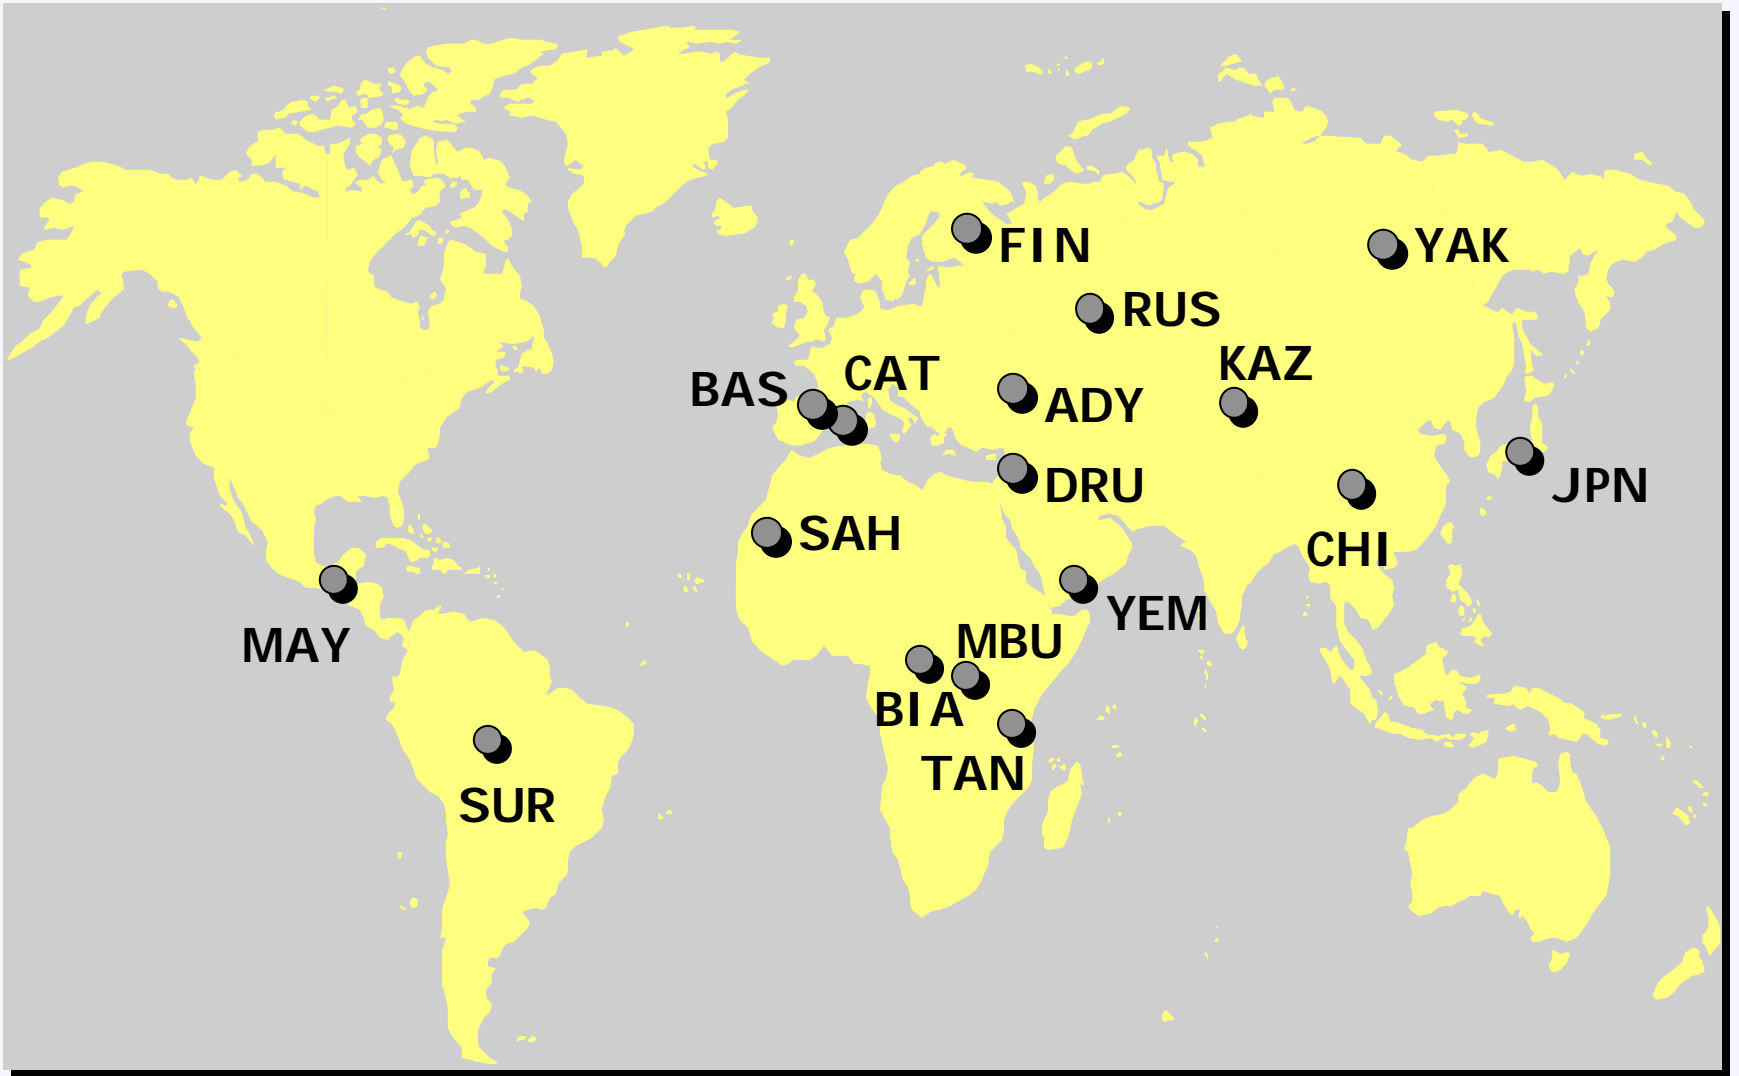 FIN
YAK
RUS
KAZ
CAT
BAS
ADY
DRU
JPN
SAH
CHI
YEM
MAY
MBU
BIA
TAN
SUR